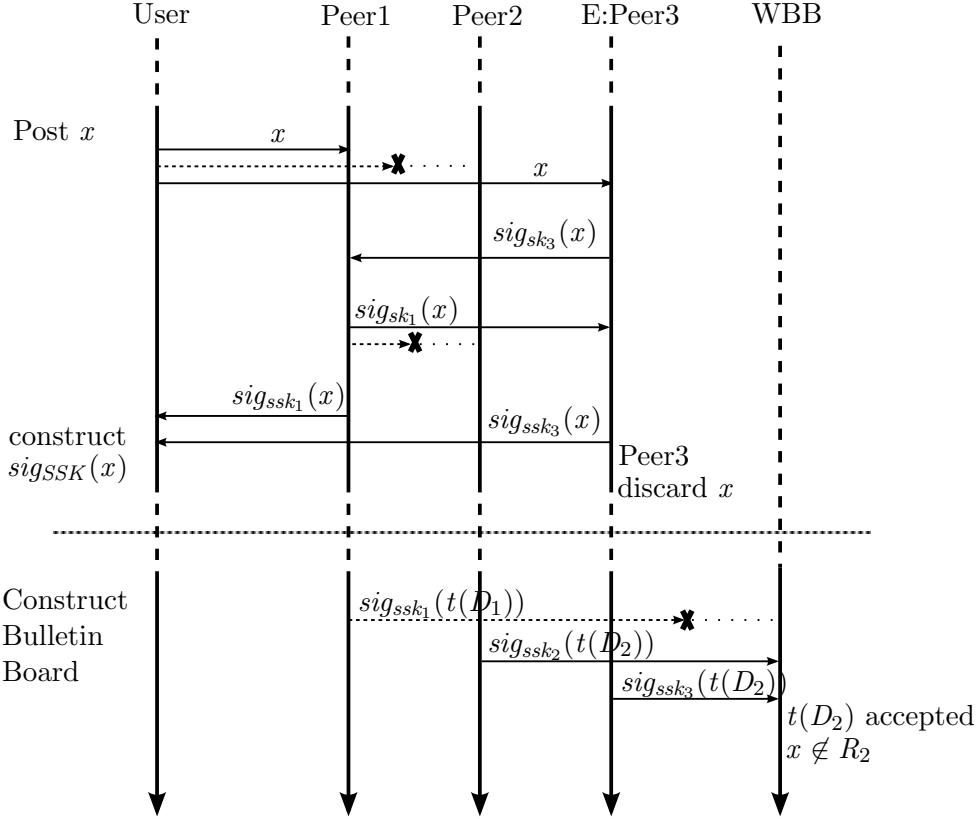 User Peer1 Peer2 E:Peer3 WBB
Post x
x
x
sig_{sk_3}(x)
sig_{sk_1}(x)
sig_{ssk_1}(x)
sig_{ssk_3}(x)
construct
sig_{SSK}(x)
Peer3
discard x
Construct
Bulletin
Board
sig_{ssk_1}(t(D_1))
sig_{ssk_2}(t(D_2))
sig_{ssk_3}(t(D_2))
t(D_2) accepted
x ∉ R_2